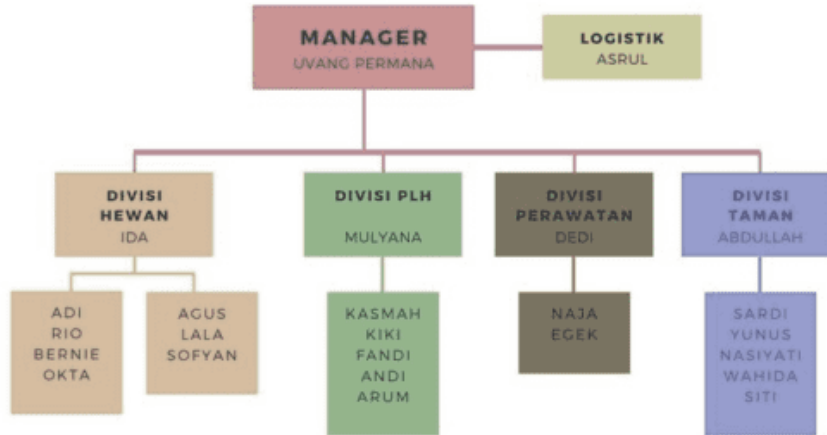 MANAGER
UVANG PERMANA
LOGISTIK
ASRUL
DIVISI
HEWAN
IDA
DIVISI PLH
MULYANA
DIVISI
PERAWATAN
DEDI
DIVISI
TAMAN
ABDULLAH
ADI
RIO
BERNIE
OKTA
AGUS
LALA
SOFYAN
KASMAH
KIKI
FANDI
ANDI
ARUM
NAJA
EGEK
SARDI
YUNUS
NASIYATI
WAHIDA
SITI